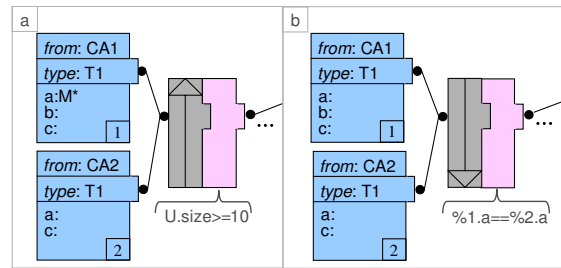 a
from: CA1
type: T1
a:M*
b:
c:
1
from: CA2
type: T1
a:
c:
2
...
U.size>=10
b
from: CA1
type: T1
a:
b:
c:
1
from: CA2
type: T1
a:
c:
2
...
%1.a==%2.a